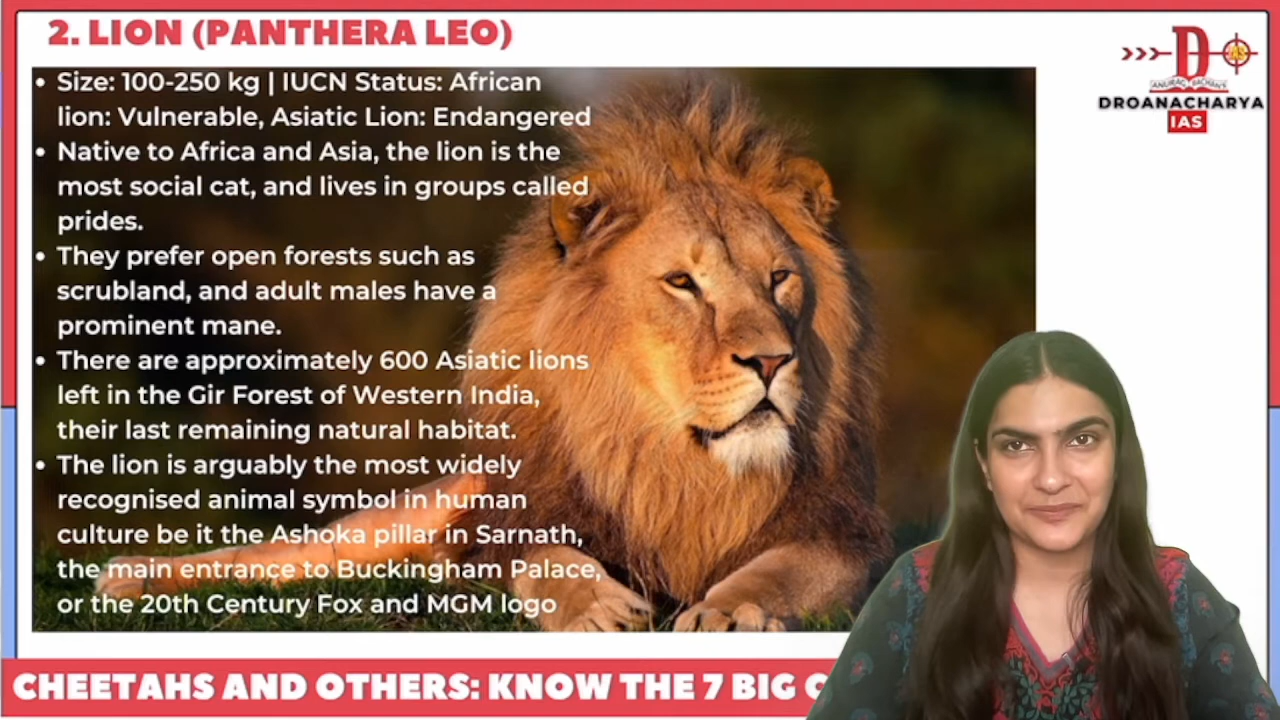 2. LION (PANTHERA LEO)
• Size: 100-250 kg | IUCN Status: African
lion: Vulnerable, Asiatic Lion: Endangered
• Native to Africa and Asia, the lion is the
most social cat, and lives in groups called
prides.
• They prefer open forests such as
scrubland, and adult males have a
prominent mane.
• There are approximately 600 Asiatic lions
left in the Gir Forest of Western India,
their last remaining natural habitat.
• The lion is arguably the most widely
recognised animal symbol in human
culture be it the Ashoka pillar in Sarnath,
the main entrance to Buckingham Palace,
or the 20th Century Fox and MGM logo
D
IAS
ANURAG RACHAN'S
DROANACHARYA
IAS
CHEETAHS AND OTHERS: KNOW THE 7 BIG